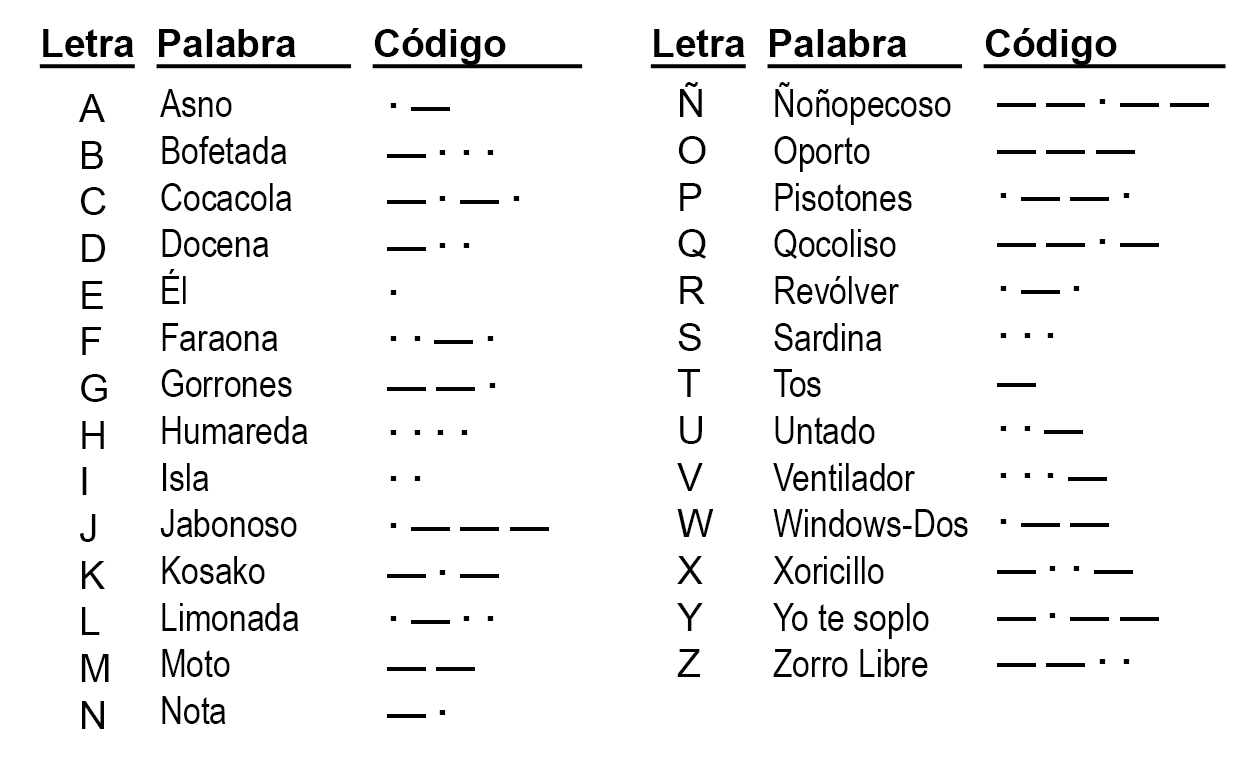 Letra Palabra Código
A Asno · —
B Bofetada — · · ·
C Cocacola — · — ·
D Docena — · ·
E Él ·
F Faraona · · — ·
G Gorrones — — ·
H Humareda · · · ·
I Isla · ·
J Jabonoso · — — —
K Kosako — · —
L Limonada · — · ·
M Moto — —
N Nota — ·
Letra Palabra Código
Ñ Ñoñopecoso — — · — —
O Oporto — — —
P Pisotones · — — ·
Q Qocoliso — — · —
R Revólver · — ·
S Sardina · · ·
T Tos —
U Untado · · —
V Ventilador · · · —
W Windows-Dos · — —
X Xoricillo — · · —
Y Yo te soplo — · — —
Z Zorro Libre — — · ·